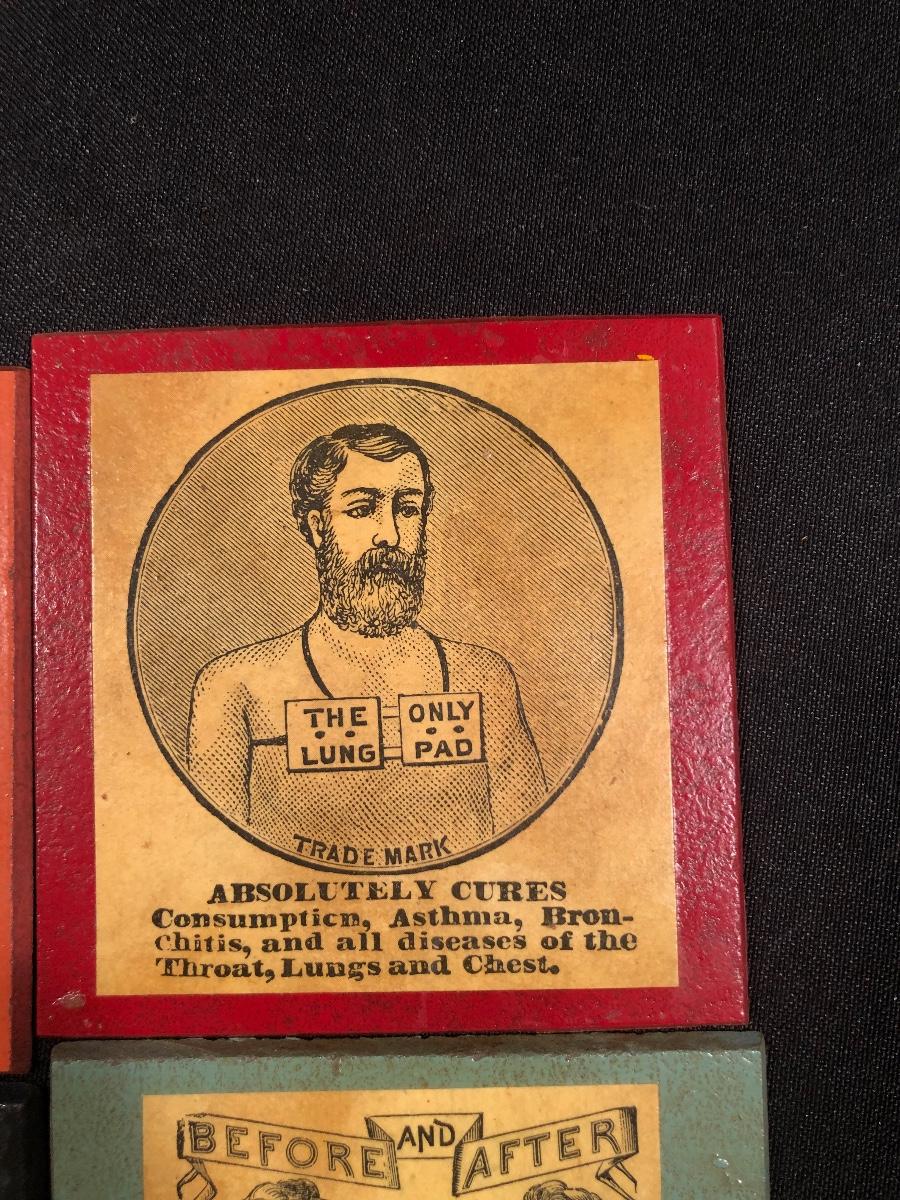 THE ONLY
LUNG PAD
TRADE MARK
ABSOLUTELY CURES
Consumption, Asthma, Bron-
chitis, and all diseases of the
Throat, Lungs and Chest.
BEFORE AND AFTER